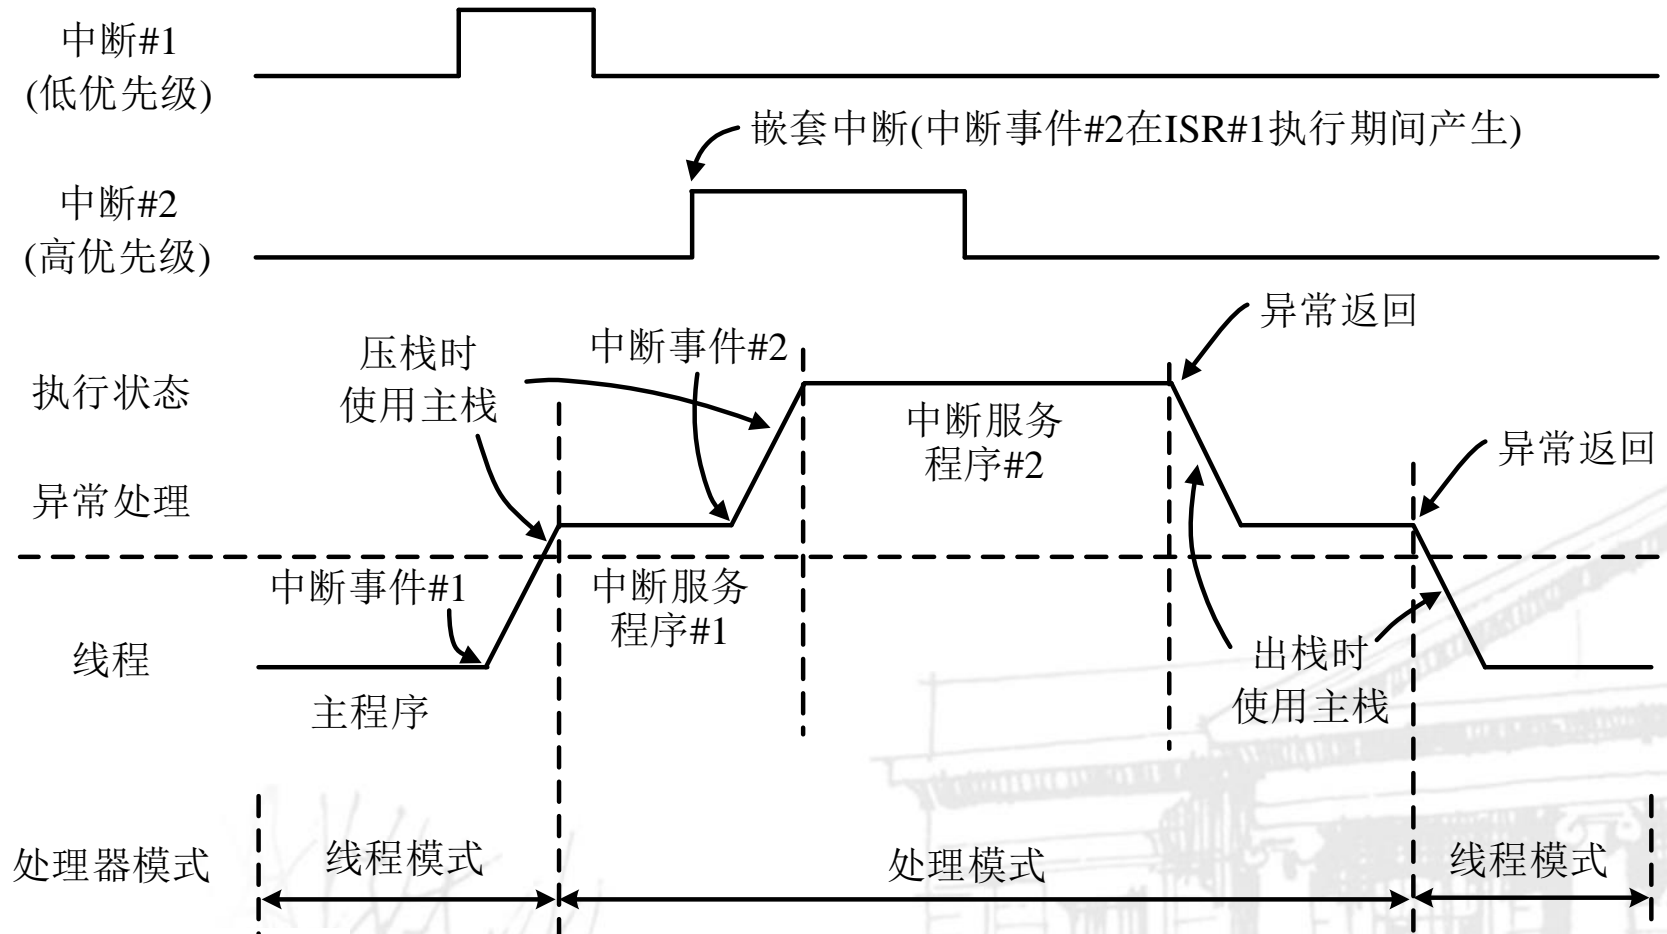 中断#1
(低优先级)
嵌套中断(中断事件#2在ISR#1执行期间产生)
中断#2
(高优先级)
异常返回
压栈时
使用主栈
中断事件#2
执行状态
中断服务
程序#2
异常返回
异常处理
中断事件#1
中断服务
程序#1
线程
出栈时
使用主栈
主程序
处理器模式
线程模式
处理模式
线程模式